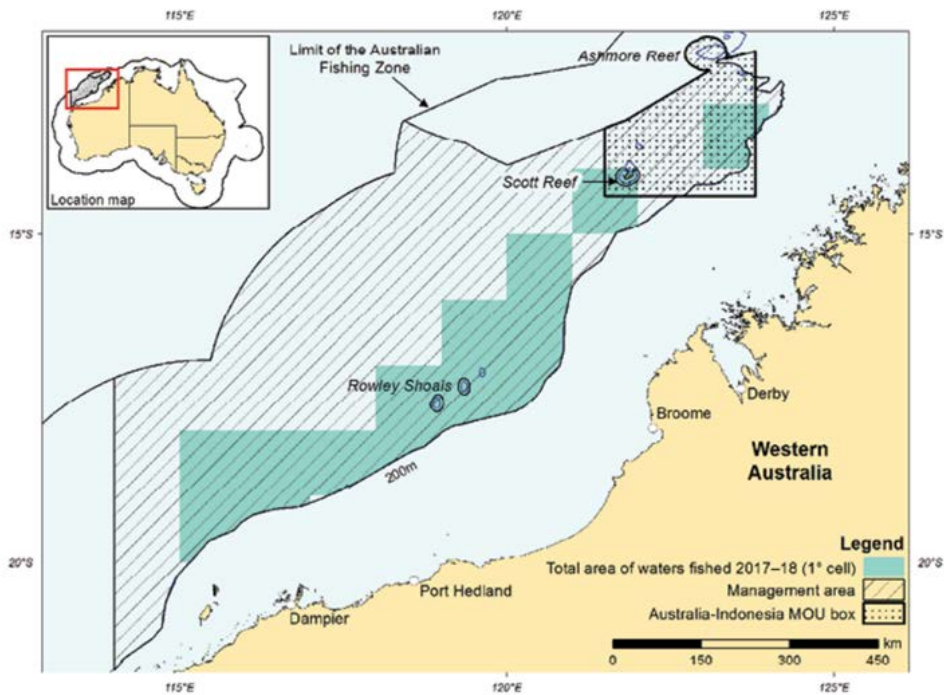 115°E 120°E 125°E
Location map
Limit of the Australian
Fishing Zone
Ashmore Reef
Scott Reef
15°S 15°S
Rowley Shoals
200m
Broome
Derby
Western
Australia
20°S 20°S
Port Hedland
Dampier
Legend
Total area of waters fished 2017–18 (1° cell)
Management area
Australia-Indonesia MOU box
km
0 150 300 450
115°E 120°E 125°E